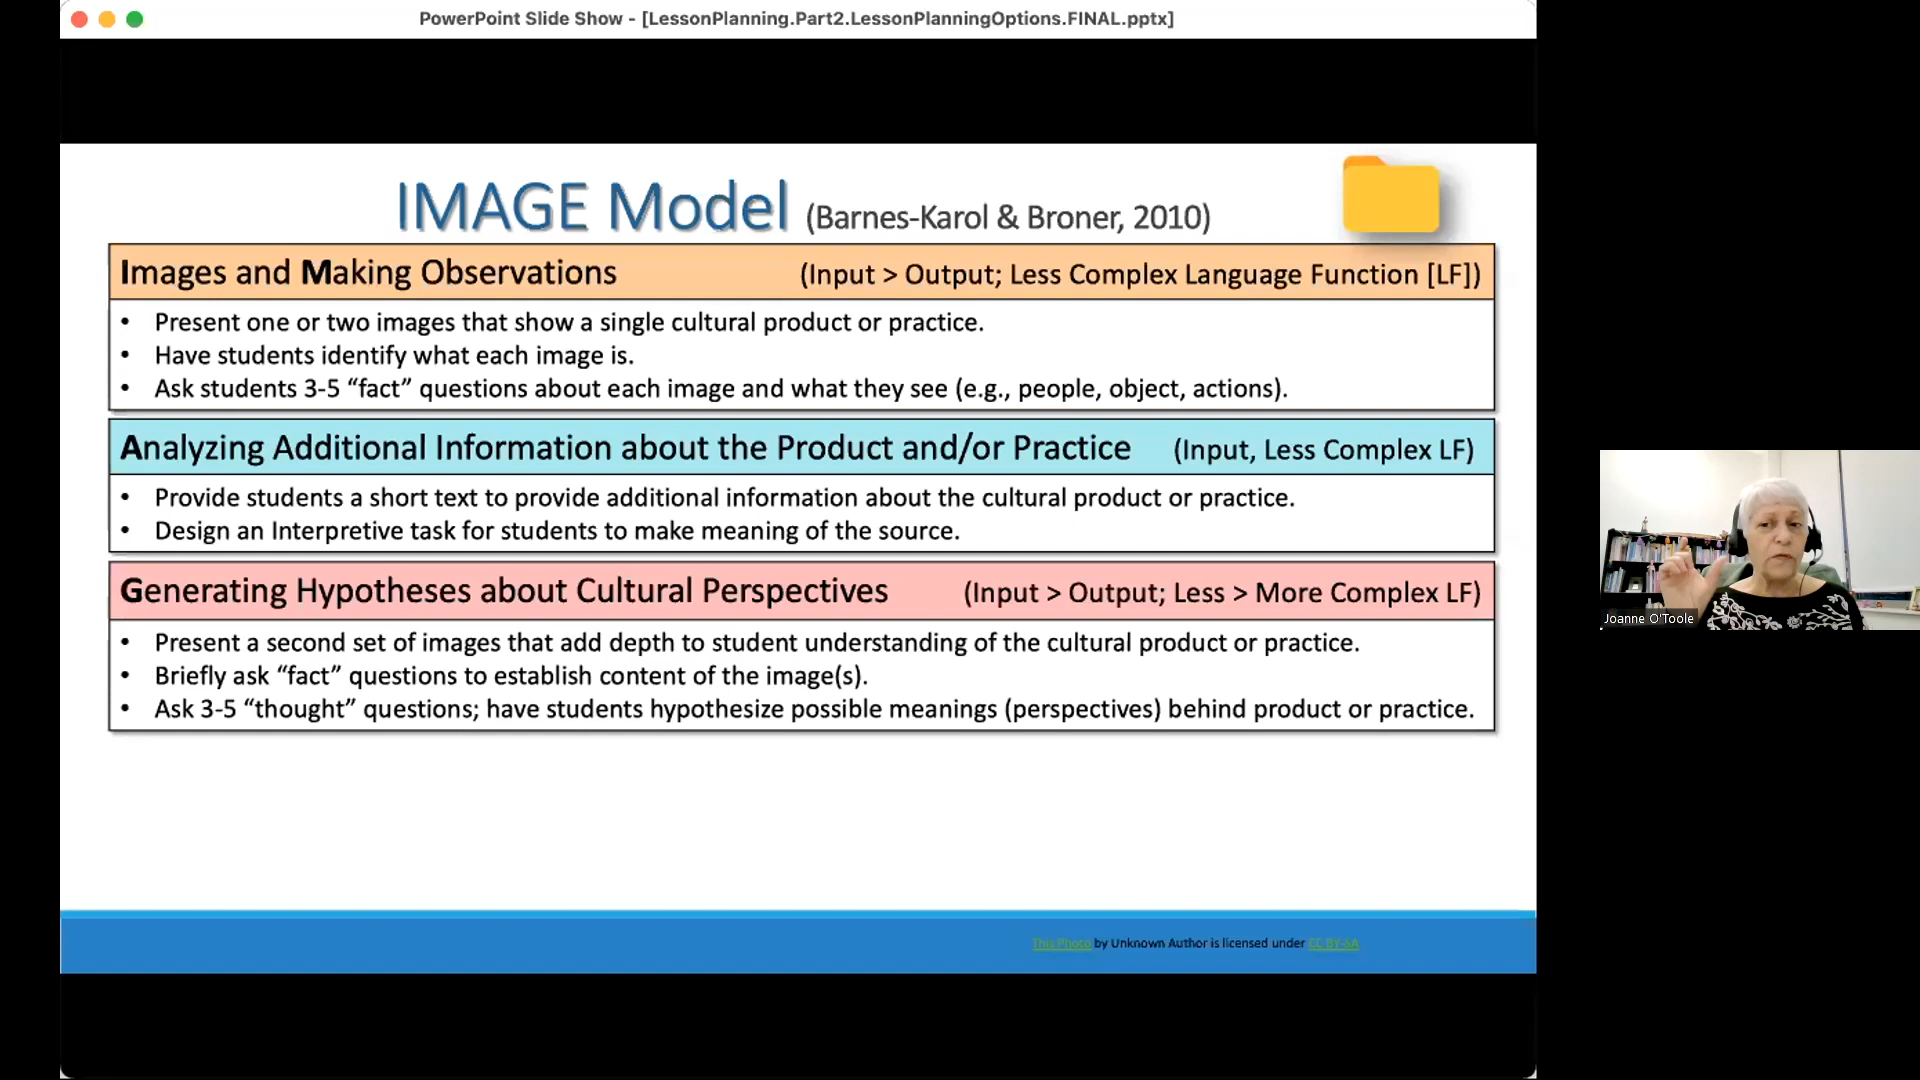 PowerPoint Slide Show - [LessonPlanning.Part2.LessonPlanningOptions.FINAL.pptx]
IMAGE Model (Barnes-Karol & Broner, 2010)
Images and Making Observations (Input > Output; Less Complex Language Function [LF])
• Present one or two images that show a single cultural product or practice.
• Have students identify what each image is.
• Ask students 3-5 “fact” questions about each image and what they see (e.g., people, object, actions).
Analyzing Additional Information about the Product and/or Practice (Input, Less Complex LF)
• Provide students a short text to provide additional information about the cultural product or practice.
• Design an Interpretive task for students to make meaning of the source.
Generating Hypotheses about Cultural Perspectives (Input > Output; Less > More Complex LF)
• Present a second set of images that add depth to student understanding of the cultural product or practice.
• Briefly ask “fact” questions to establish content of the image(s).
• Ask 3-5 “thought” questions; have students hypothesize possible meanings (perspectives) behind product or practice.
Joanne O'Toole
This Photo by Unknown Author is licensed under CC BY-SA